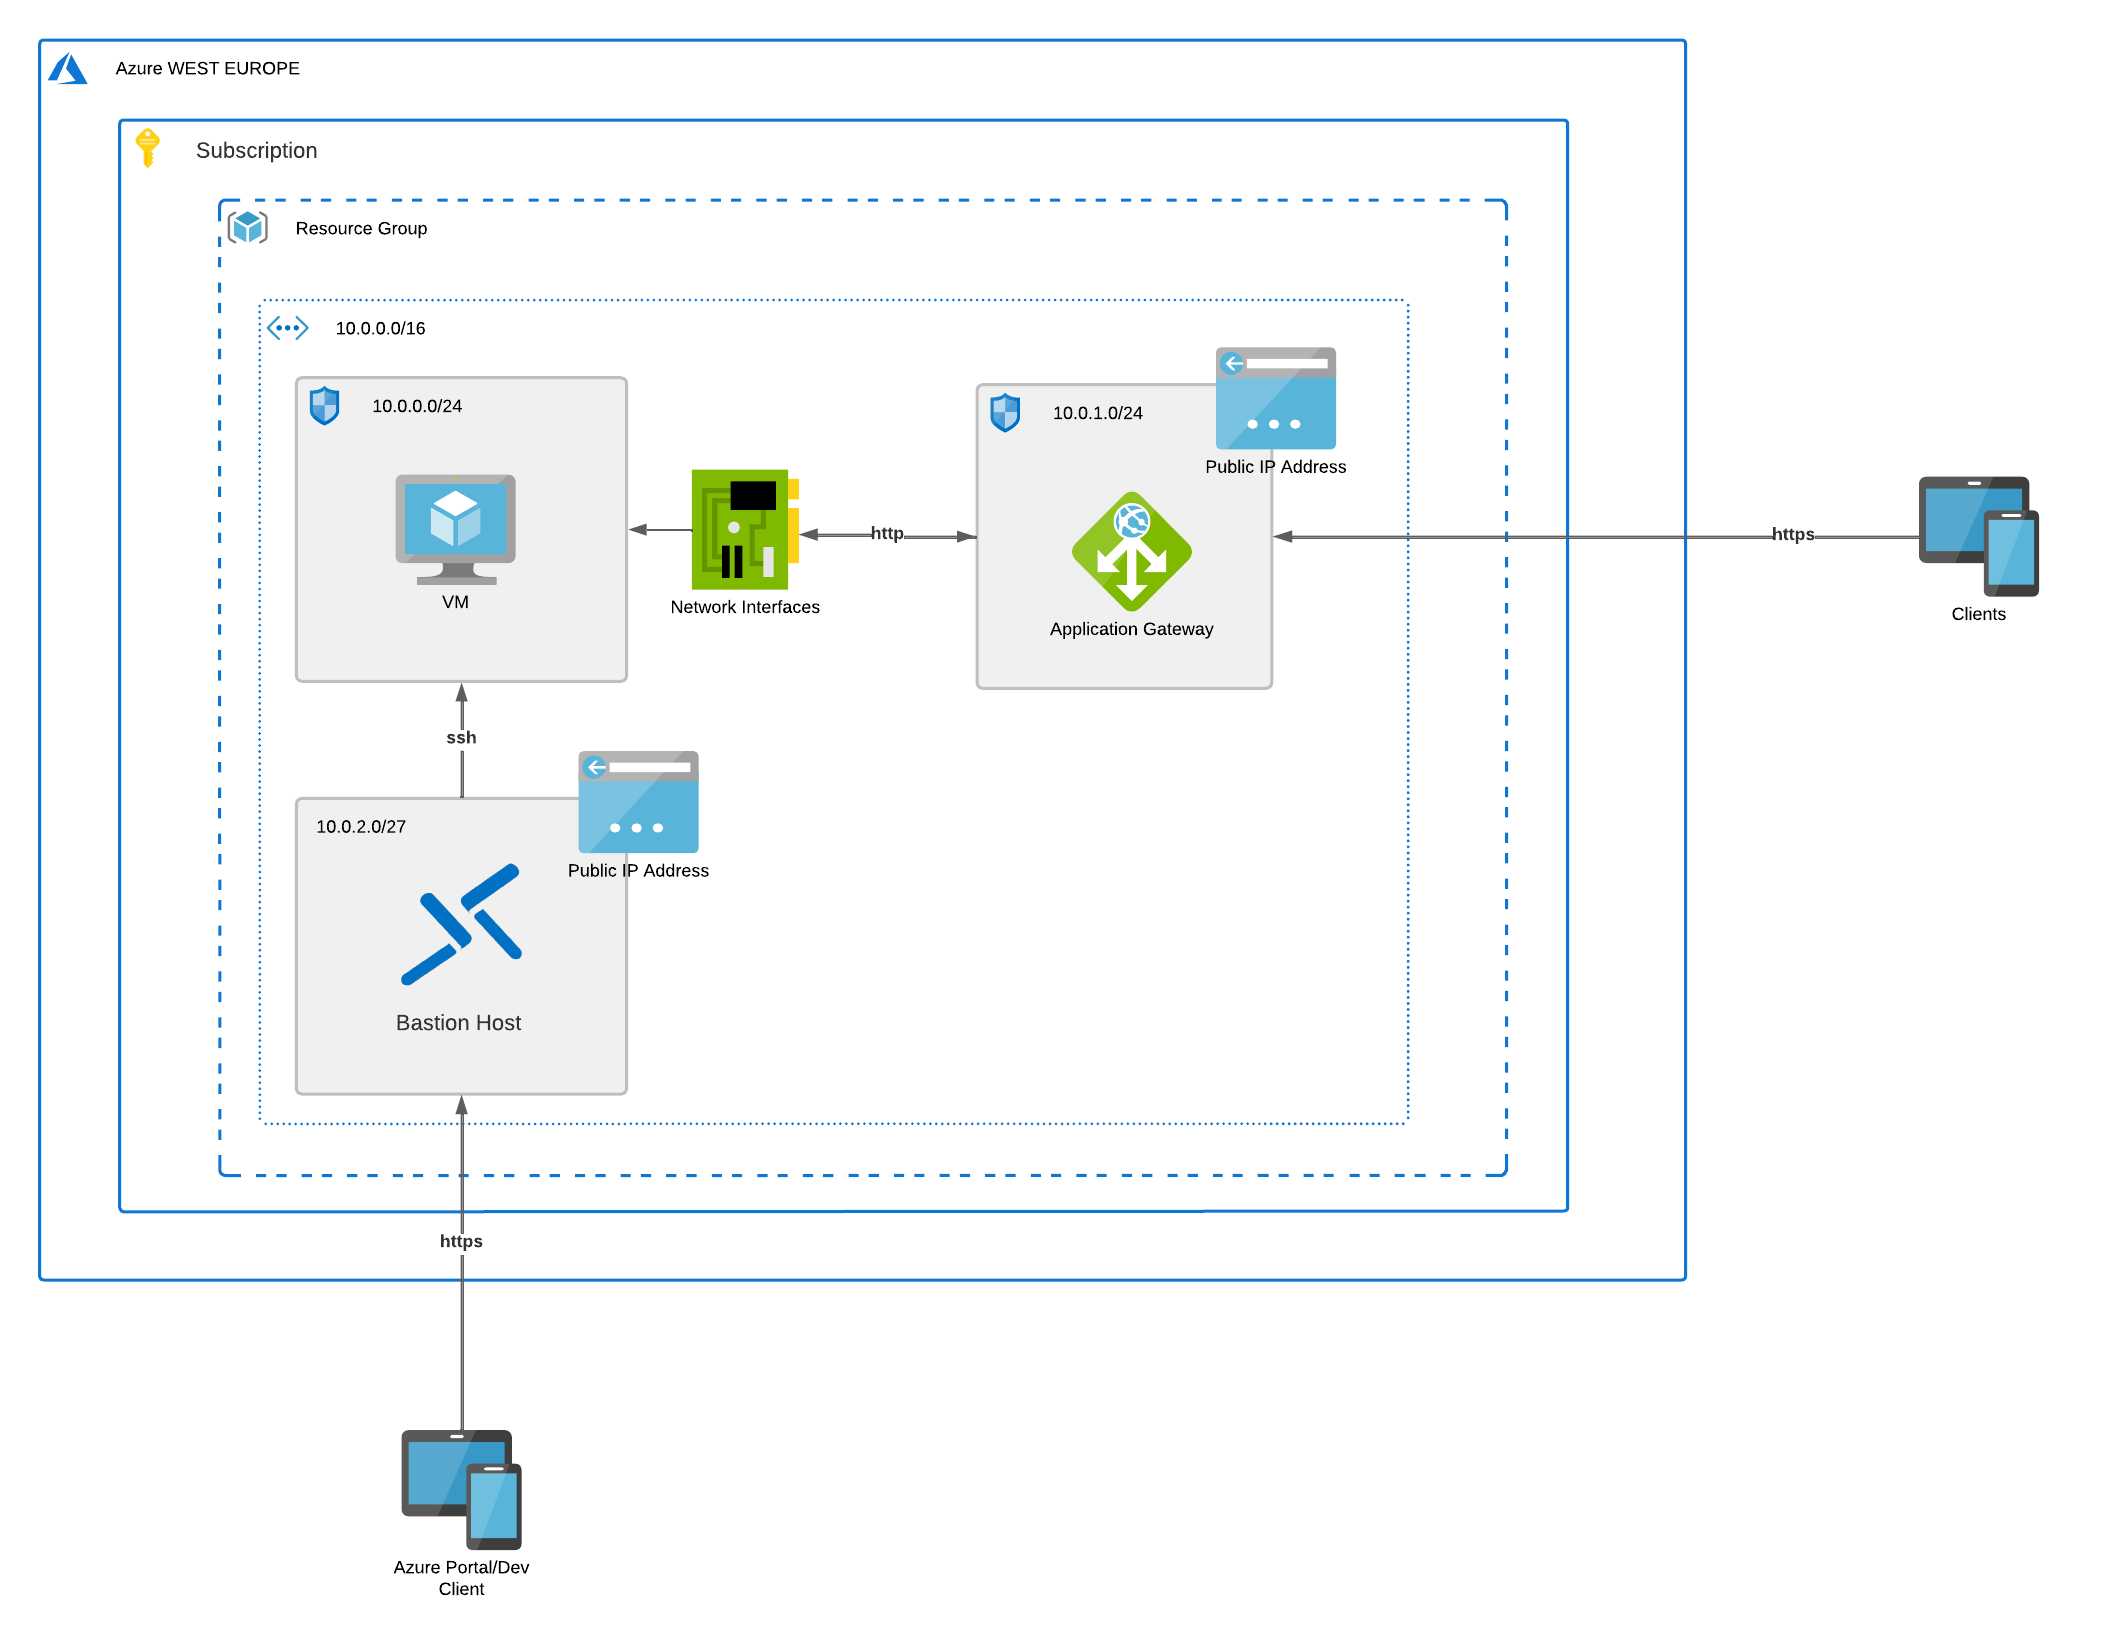 Azure WEST EUROPE
Subscription
Resource Group
10.0.0.0/16
10.0.0.0/24
10.0.1.0/24
Public IP Address
http
https
VM
Network Interfaces
Application Gateway
Clients
ssh
10.0.2.0/27
Public IP Address
Bastion Host
https
Azure Portal/Dev
Client